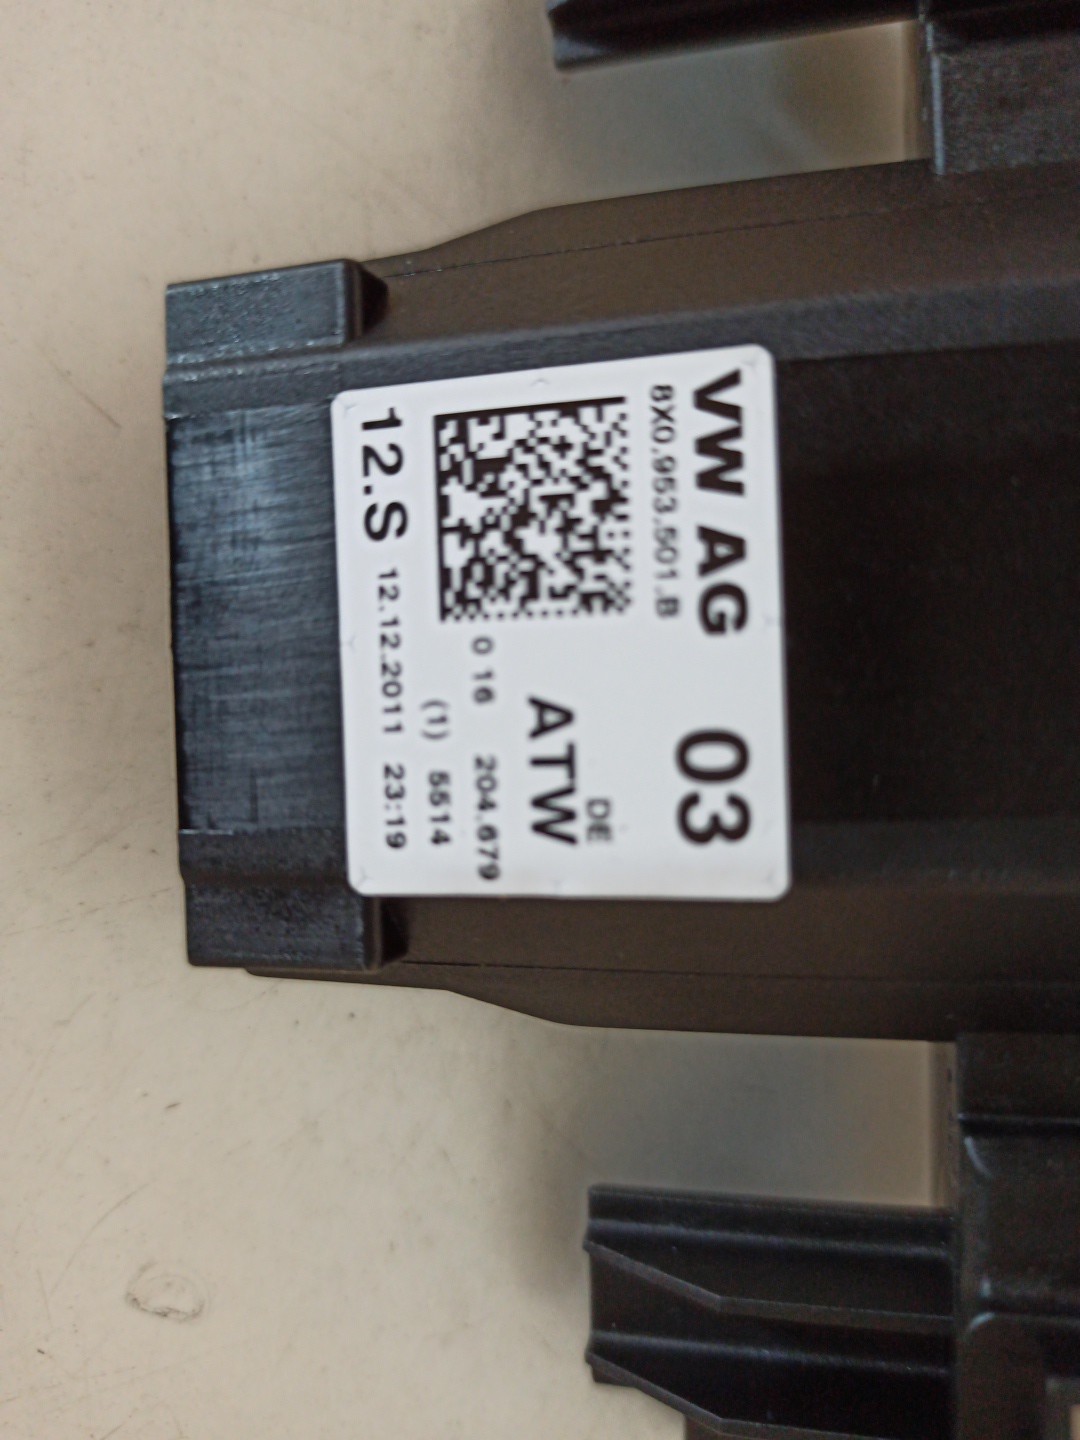 VW AG 03
8X0.953.501.B
DE
ATW
0 16 204.679
(1) 5514
12.S 12.12.2011 23:19